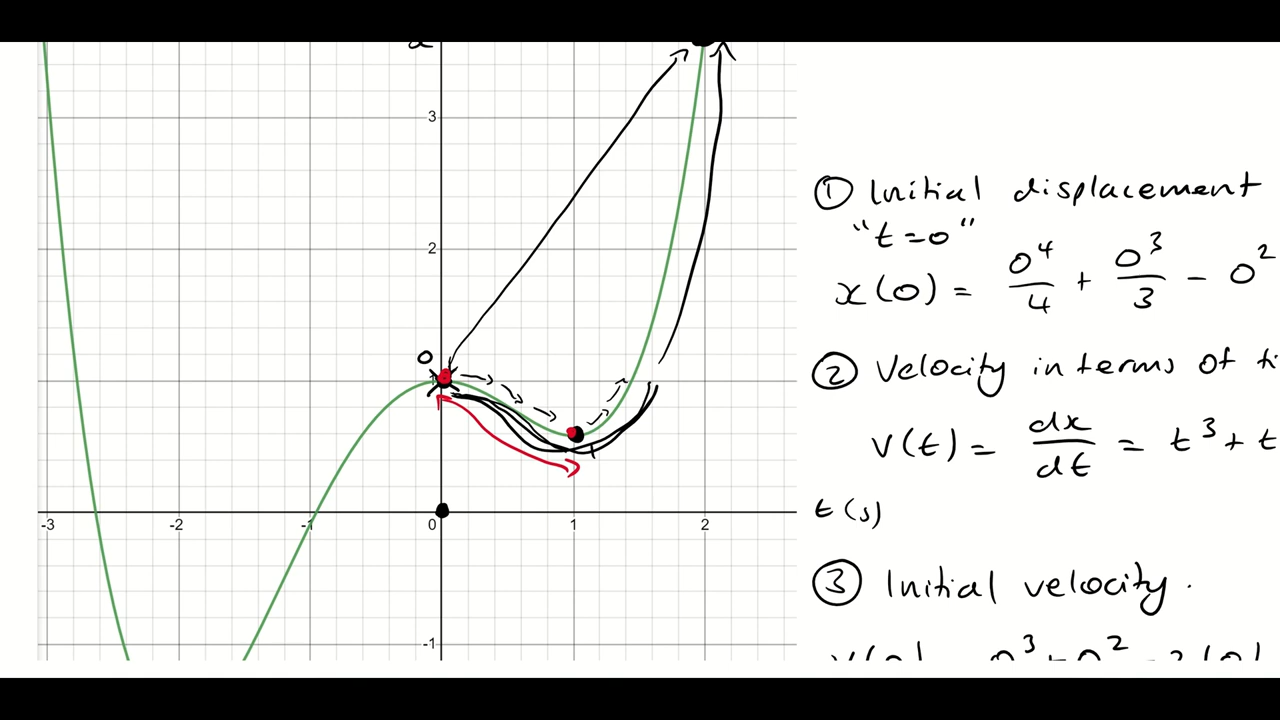 3
2
0
-3
-2
-1
0
1
2
-1
① Initial displacement
"t=0"
x(0) = 0⁴/4 + 0³/3 - 0²
② Velocity in terms of
v(t) = dx/dt = t³ + t
t(s)
③ Initial velocity.